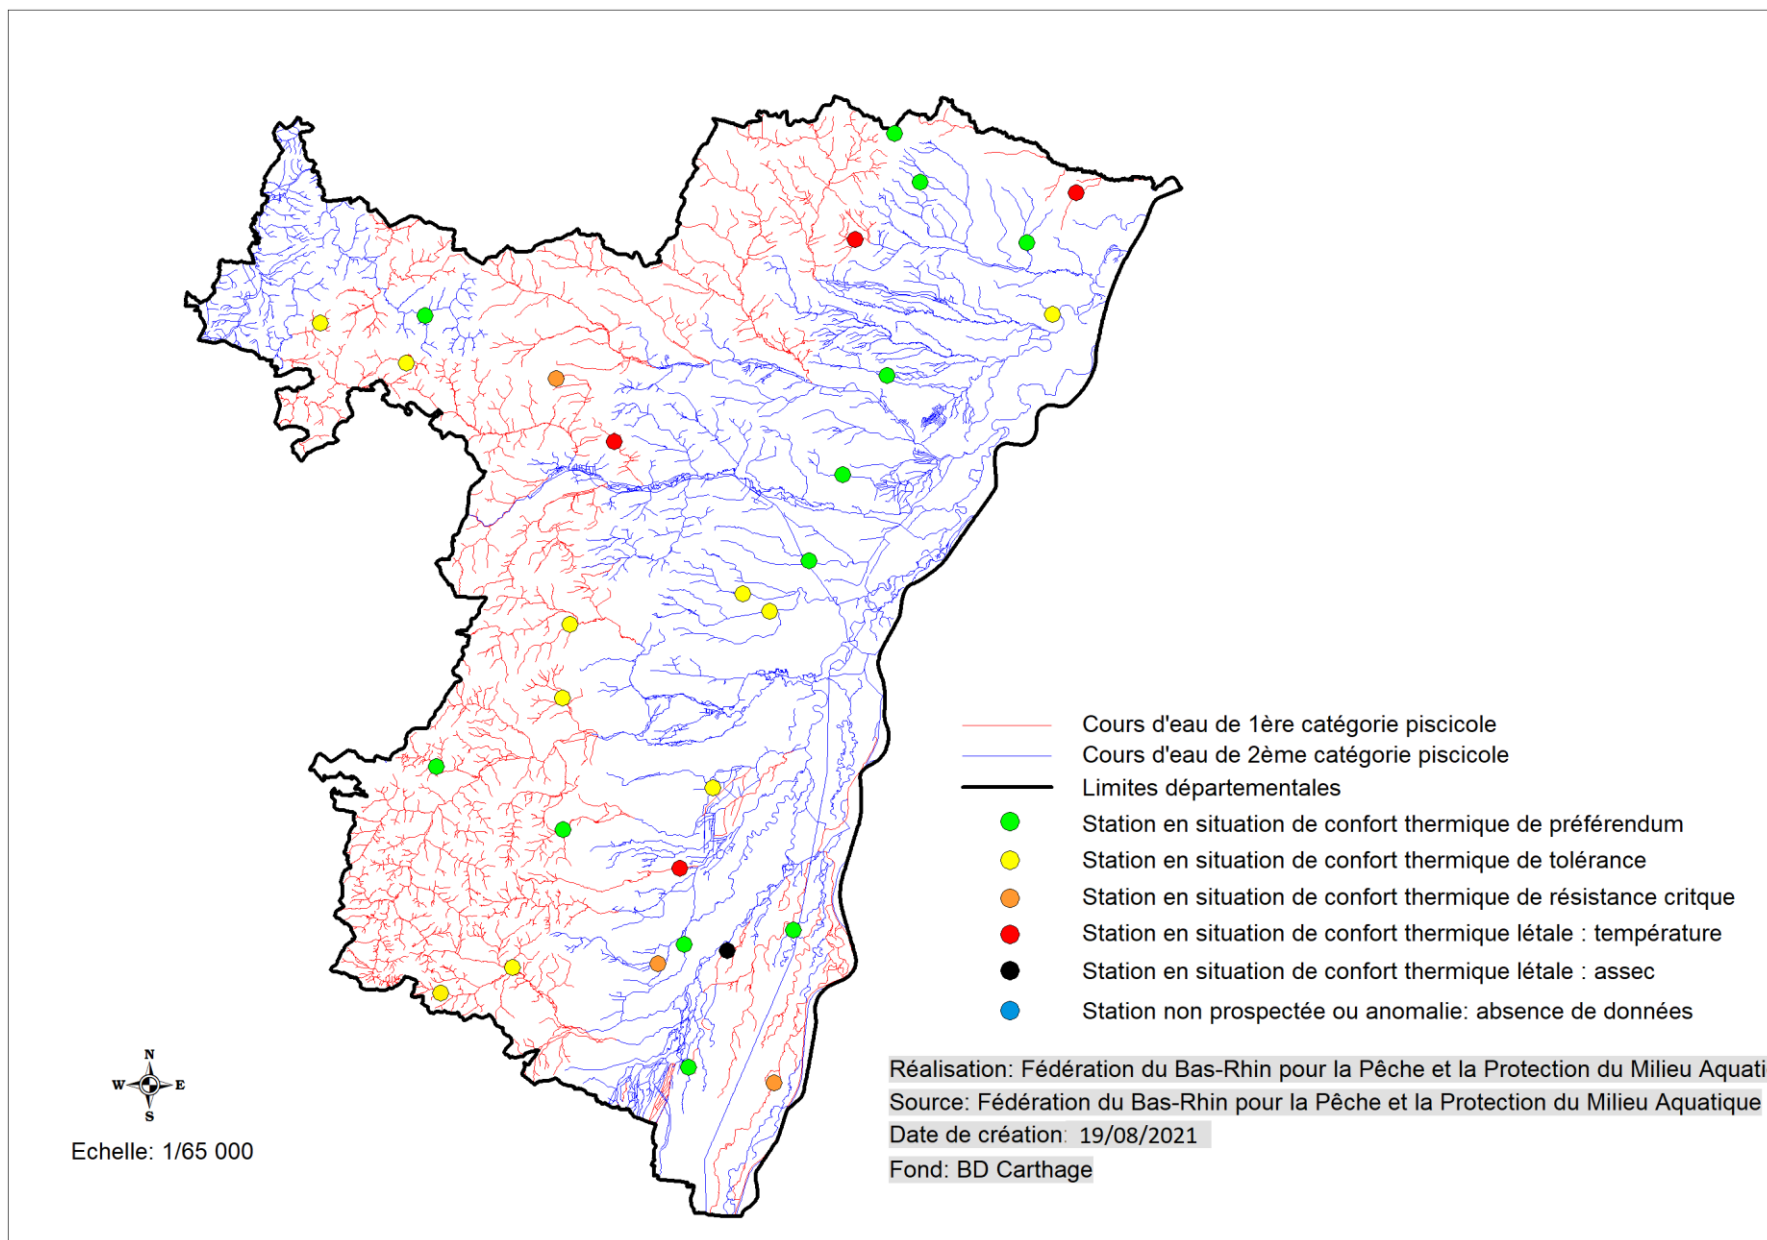 Cours d'eau de 1ère catégorie piscicole
Cours d'eau de 2ème catégorie piscicole
Limites départementales
Station en situation de confort thermique de préférendum
Station en situation de confort thermique de tolérance
Station en situation de confort thermique de résistance critque
Station en situation de confort thermique létale : température
Station en situation de confort thermique létale : assec
Station non prospectée ou anomalie: absence de données
N
W E
S
Echelle: 1/65 000
Réalisation: Fédération du Bas-Rhin pour la Pêche et la Protection du Milieu Aquati
Source: Fédération du Bas-Rhin pour la Pêche et la Protection du Milieu Aquatique
Date de création: 19/08/2021
Fond: BD Carthage